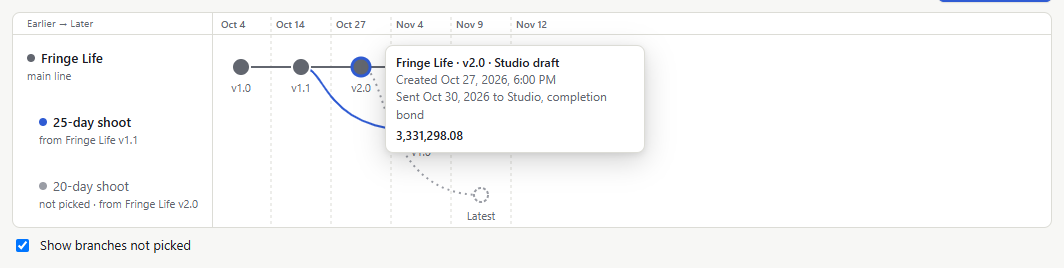 Earlier → Later
Oct 4
Oct 14
Oct 27
Nov 4
Nov 9
Nov 12
Fringe Life
main line
v1.0
v1.1
v2.0
Fringe Life · v2.0 · Studio draft
Created Oct 27, 2026, 6:00 PM
Sent Oct 30, 2026 to Studio, completion
bond
3,331,298.08
25-day shoot
from Fringe Life v1.1
20-day shoot
not picked · from Fringe Life v2.0
Latest
Show branches not picked